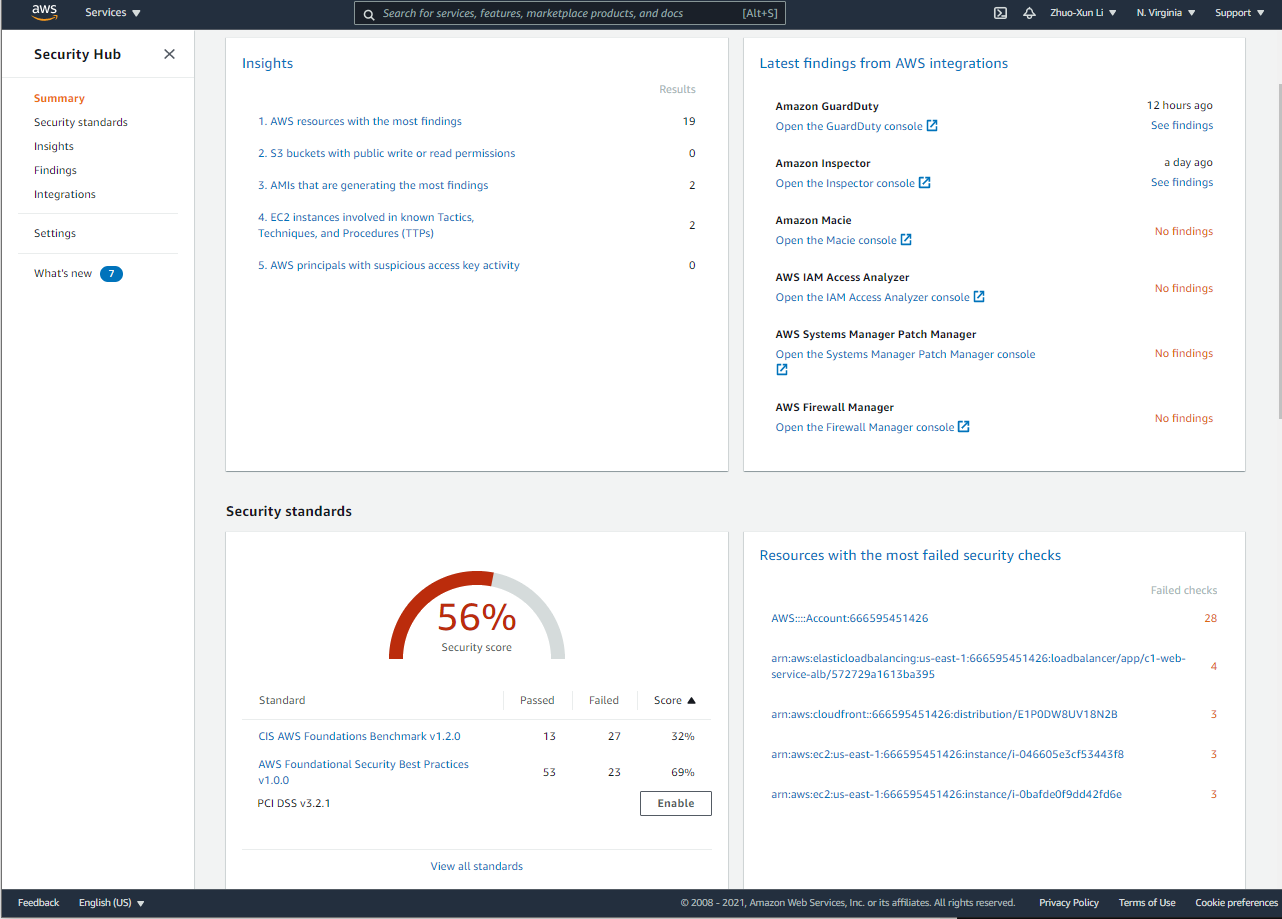 aws
Services
Search for services, features, marketplace products, and docs
[Alt+S]
Zhuo-Xun Li
N. Virginia
Support
Security Hub
Summary
Security standards
Insights
Findings
Integrations
Settings
What's new 7
Insights
Results
1. AWS resources with the most findings 19
2. S3 buckets with public write or read permissions 0
3. AMIs that are generating the most findings 2
4. EC2 instances involved in known Tactics,
Techniques, and Procedures (TTPs) 2
5. AWS principals with suspicious access key activity 0
Latest findings from AWS integrations
Amazon GuardDuty 12 hours ago
Open the GuardDuty console See findings
Amazon Inspector a day ago
Open the Inspector console See findings
Amazon Macie
Open the Macie console No findings
AWS IAM Access Analyzer
Open the IAM Access Analyzer console No findings
AWS Systems Manager Patch Manager
Open the Systems Manager Patch Manager console No findings
AWS Firewall Manager
Open the Firewall Manager console No findings
Security standards
56%
Security score
Standard Passed Failed Score
CIS AWS Foundations Benchmark v1.2.0 13 27 32%
AWS Foundational Security Best Practices
v1.0.0 53 23 69%
PCI DSS v3.2.1 Enable
View all standards
Resources with the most failed security checks
Failed checks
AWS::::Account:666595451426 28
arn:aws:elasticloadbalancing:us-east-1:666595451426:loadbalancer/app/c1-web-
service-alb/572729a1613ba395 4
arn:aws:cloudfront::666595451426:distribution/E1P0DW8UV18N2B 3
arn:aws:ec2:us-east-1:666595451426:instance/i-046605e3cf53443f8 3
arn:aws:ec2:us-east-1:666595451426:instance/i-0bafde0f9dd42fd6e 3
Feedback
English (US)
© 2008 - 2021, Amazon Web Services, Inc. or its affiliates. All rights reserved.
Privacy Policy
Terms of Use
Cookie preferences